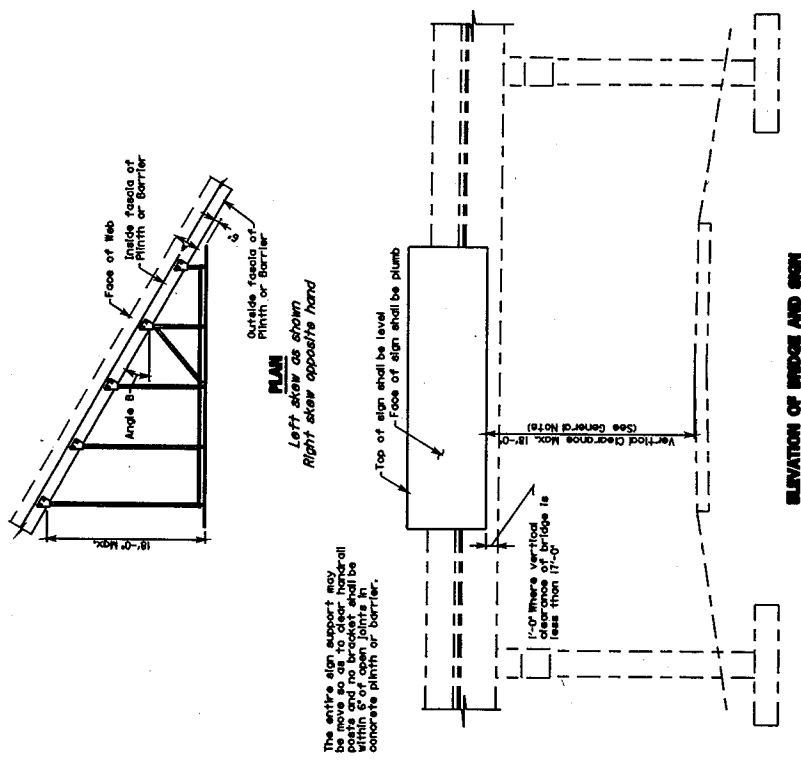 Face of Web
Inside fascia of
Plinth or Barrier
6"
A
Outside fascia of
Plinth or Barrier
Angle B
18'-0" Max.
PLAN
Left skew as shown
Right skew opposite hand
The entire sign support may
be move so as to clear handrail
posts and no bracket shall be
within 6" of open joints in
concrete plinth or barrier.
Top of sign shall be level
Face of sign shall be plumb
Vertical Clearance Max. 18'-0"
(See General Note)
1'-0" Where vertical
clearance of bridge is
less than 17'-0"
ELEVATION OF BRIDGE AND SIGN